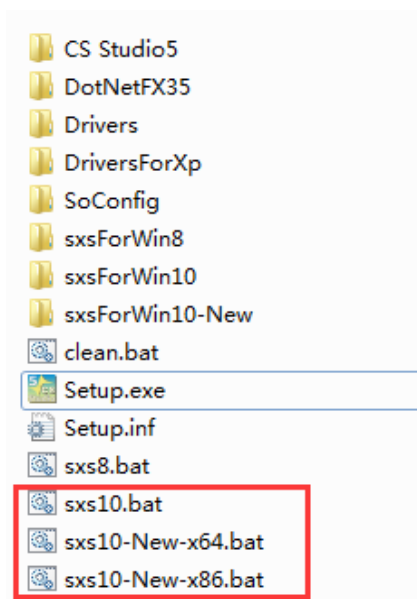 CS Studio5
DotNetFX35
Drivers
DriversForXp
SoConfig
sxsForWin8
sxsForWin10
sxsForWin10-New
clean.bat
Setup.exe
Setup.inf
sxs8.bat
sxs10.bat
sxs10-New-x64.bat
sxs10-New-x86.bat